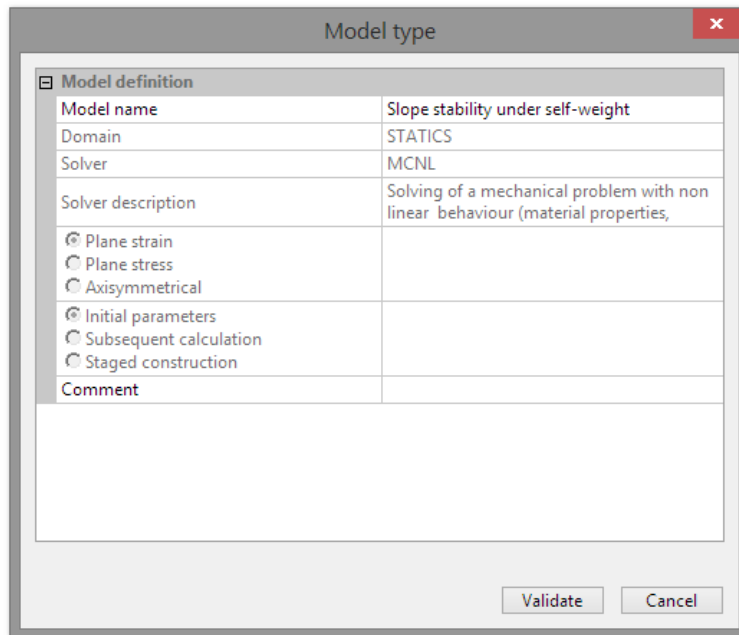 Model type
Model definition
Model name Slope stability under self-weight
Domain STATICS
Solver MCNL
Solver description Solving of a mechanical problem with non
linear behaviour (material properties,
Plane strain
Plane stress
Axisymmetrical
Initial parameters
Subsequent calculation
Staged construction
Comment
Validate Cancel